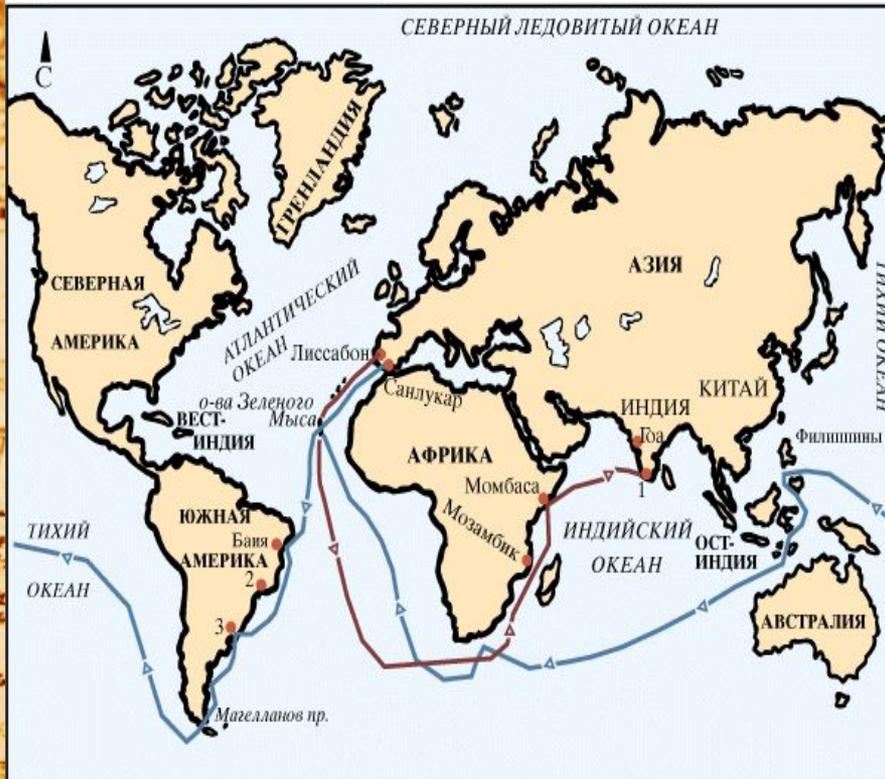 СЕВЕРНЫЙ ЛЕДОВИТЫЙ ОКЕАН
С
ГРЕНЛАНДИЯ
СЕВЕРНАЯ
АМЕРИКА
АЗИЯ
АТЛАНТИЧЕСКИЙ
ОКЕАН
ТИХИЙ ОКЕАН
Лиссабон
Санлукар
о-ва Зеленого
Мыса
ВЕСТ-
ИНДИЯ
КИТАЙ
ИНДИЯ
Гоа
Филиппины
АФРИКА
1
Момбаса
Мозамбик
ЮЖНАЯ
АМЕРИКА
Баия
2
3
ТИХИЙ
ОКЕАН
ИНДИЙСКИЙ
ОКЕАН
ОСТ-
ИНДИЯ
АВСТРАЛИЯ
Магелланов пр.